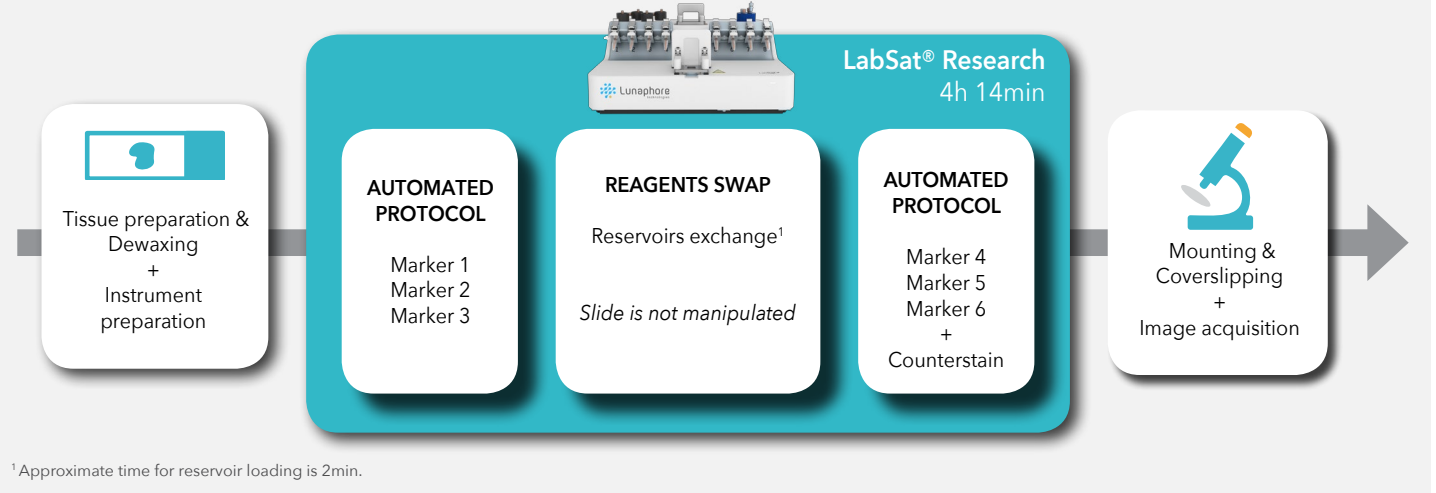 LabSat® Research
4h 14min
Lunaphore
Tissue preparation &
Dewaxing
+
Instrument
preparation
AUTOMATED
PROTOCOL
Marker 1
Marker 2
Marker 3
REAGENTS SWAP
Reservoirs exchange¹
Slide is not manipulated
AUTOMATED
PROTOCOL
Marker 4
Marker 5
Marker 6
+
Counterstain
Mounting &
Coverslipping
+
Image acquisition
¹ Approximate time for reservoir loading is 2min.